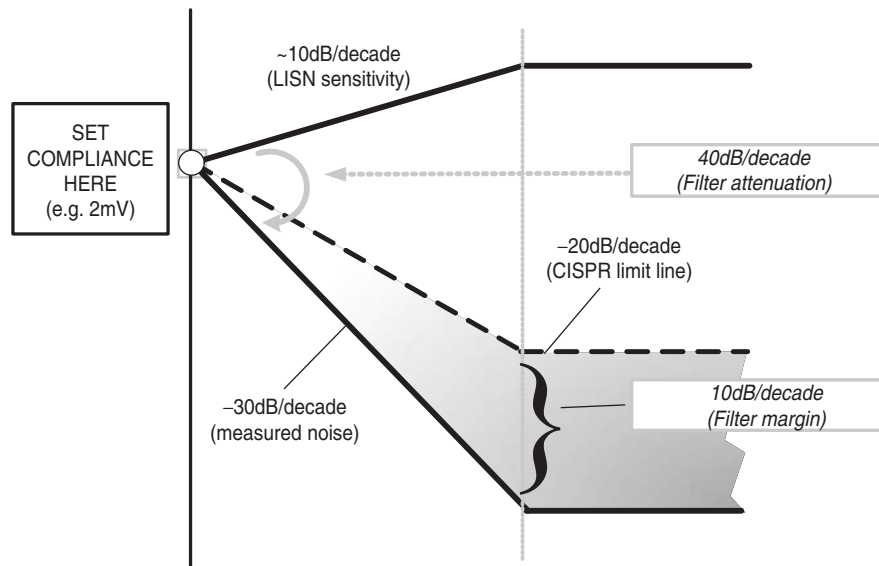 ~10dB/decade
(LISN sensitivity)
SET
COMPLIANCE
HERE
(e.g. 2mV)
40dB/decade
(Filter attenuation)
–20dB/decade
(CISPR limit line)
–30dB/decade
(measured noise)
10dB/decade
(Filter margin)